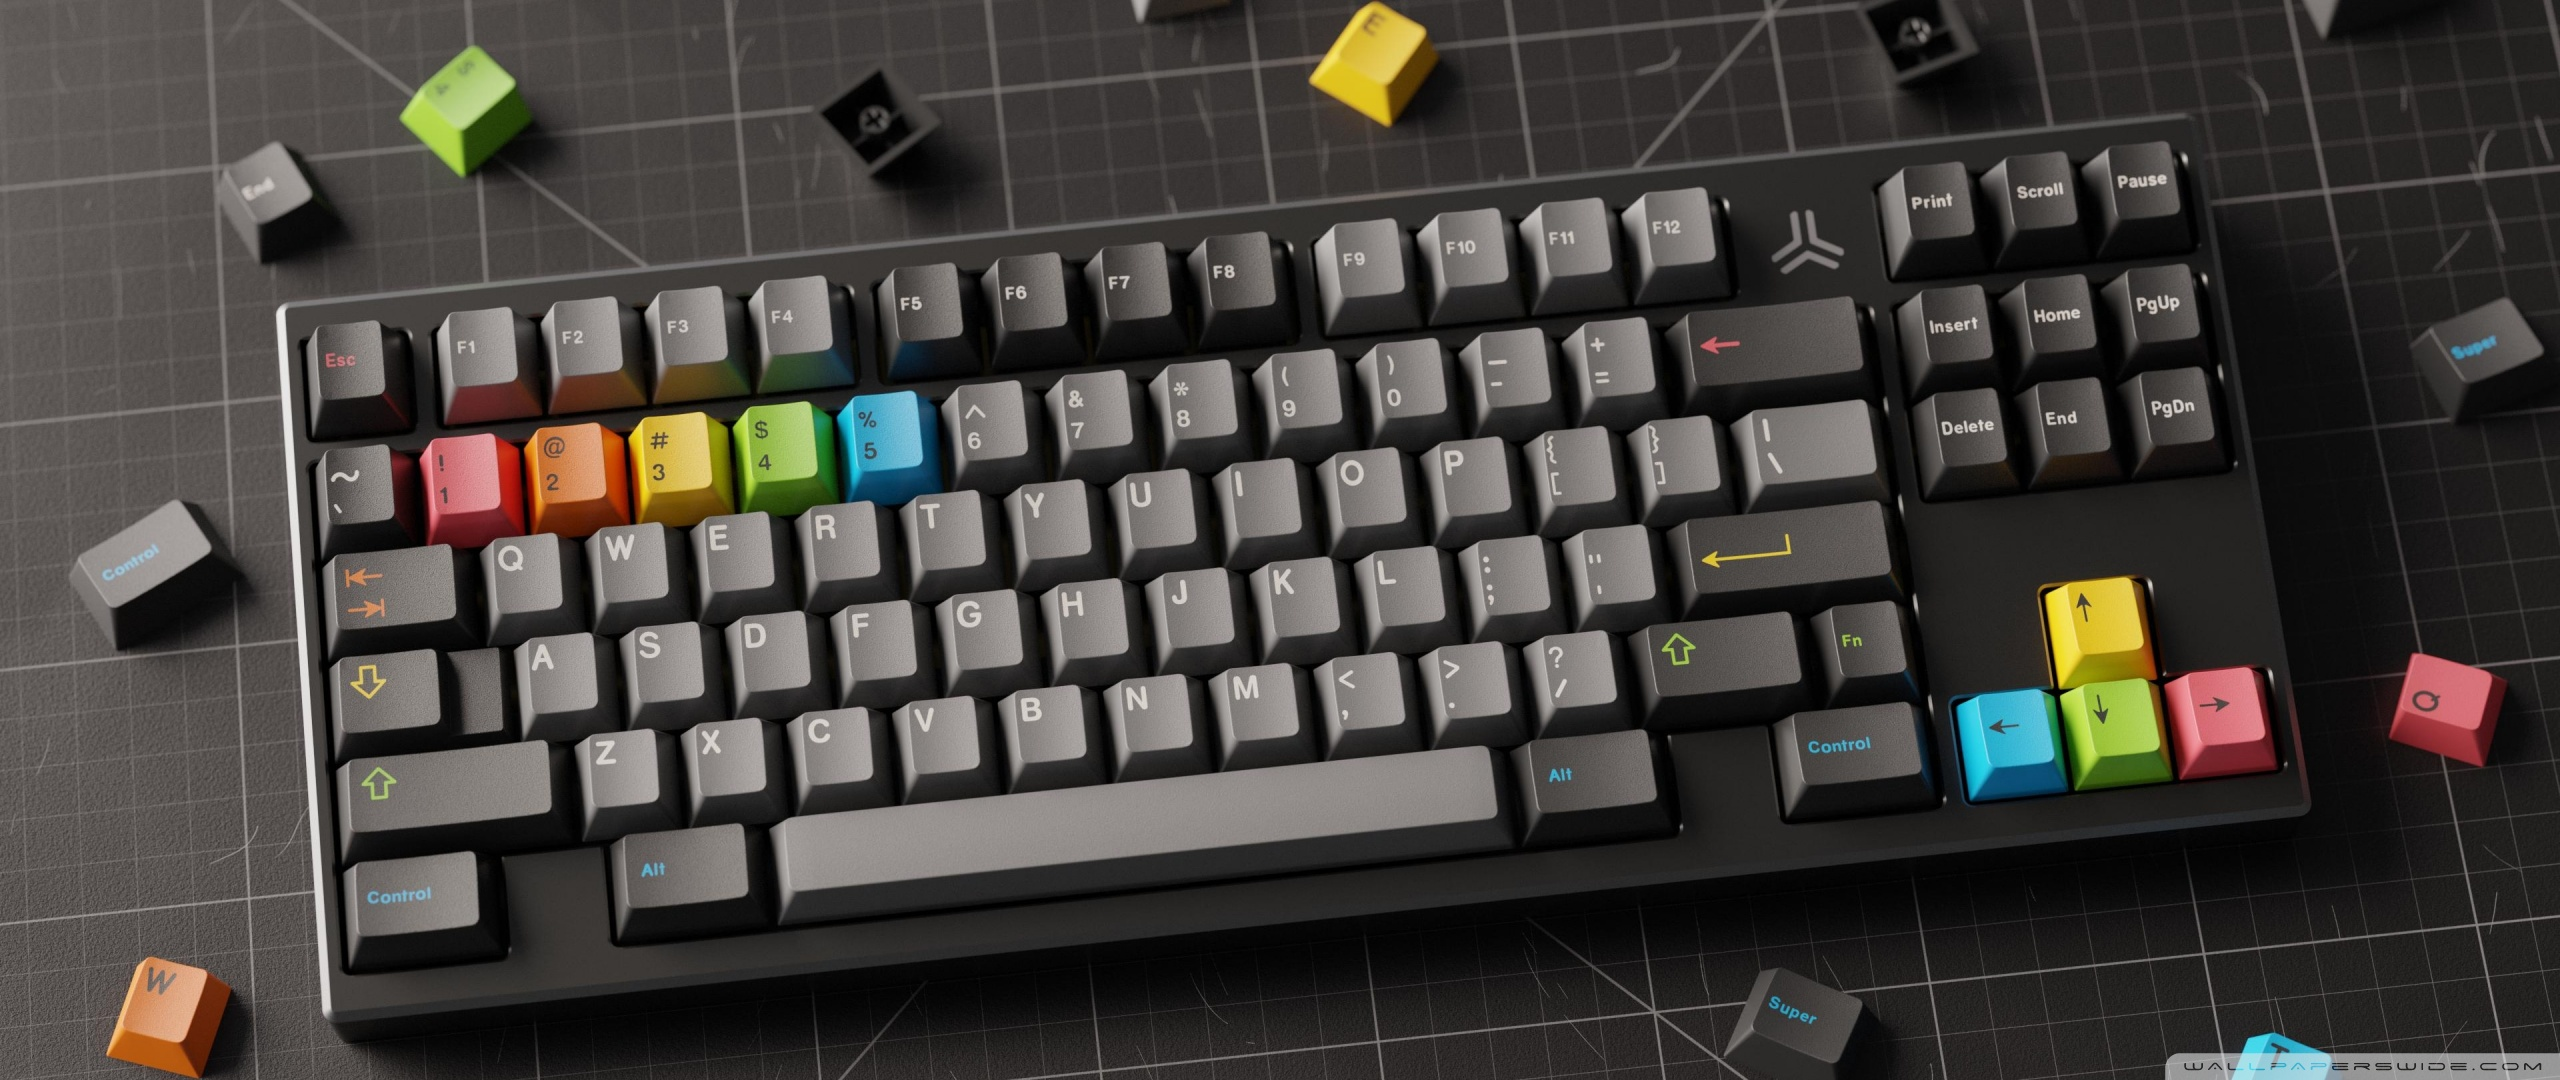 E
End
Print Scroll Pause
F9 F10 F11 F12
F5 F6 F7 F8
Esc F1 F2 F3 F4
Insert Home PgUp
~ ! @ # $ % ^ & * ( ) _ +
` 1 2 3 4 5 6 7 8 9 0 - = ←
Delete End PgDn
Super
Q W E R T Y U I O P { } |
[ ] \
Control
A S D F G H J K L : "
; '
↑
Z X C V B N M < > ?
, . /
Fn
Q
← ↓ →
Control Alt Alt Control
W
Super
T
WALLPAPERSWIDE.COM